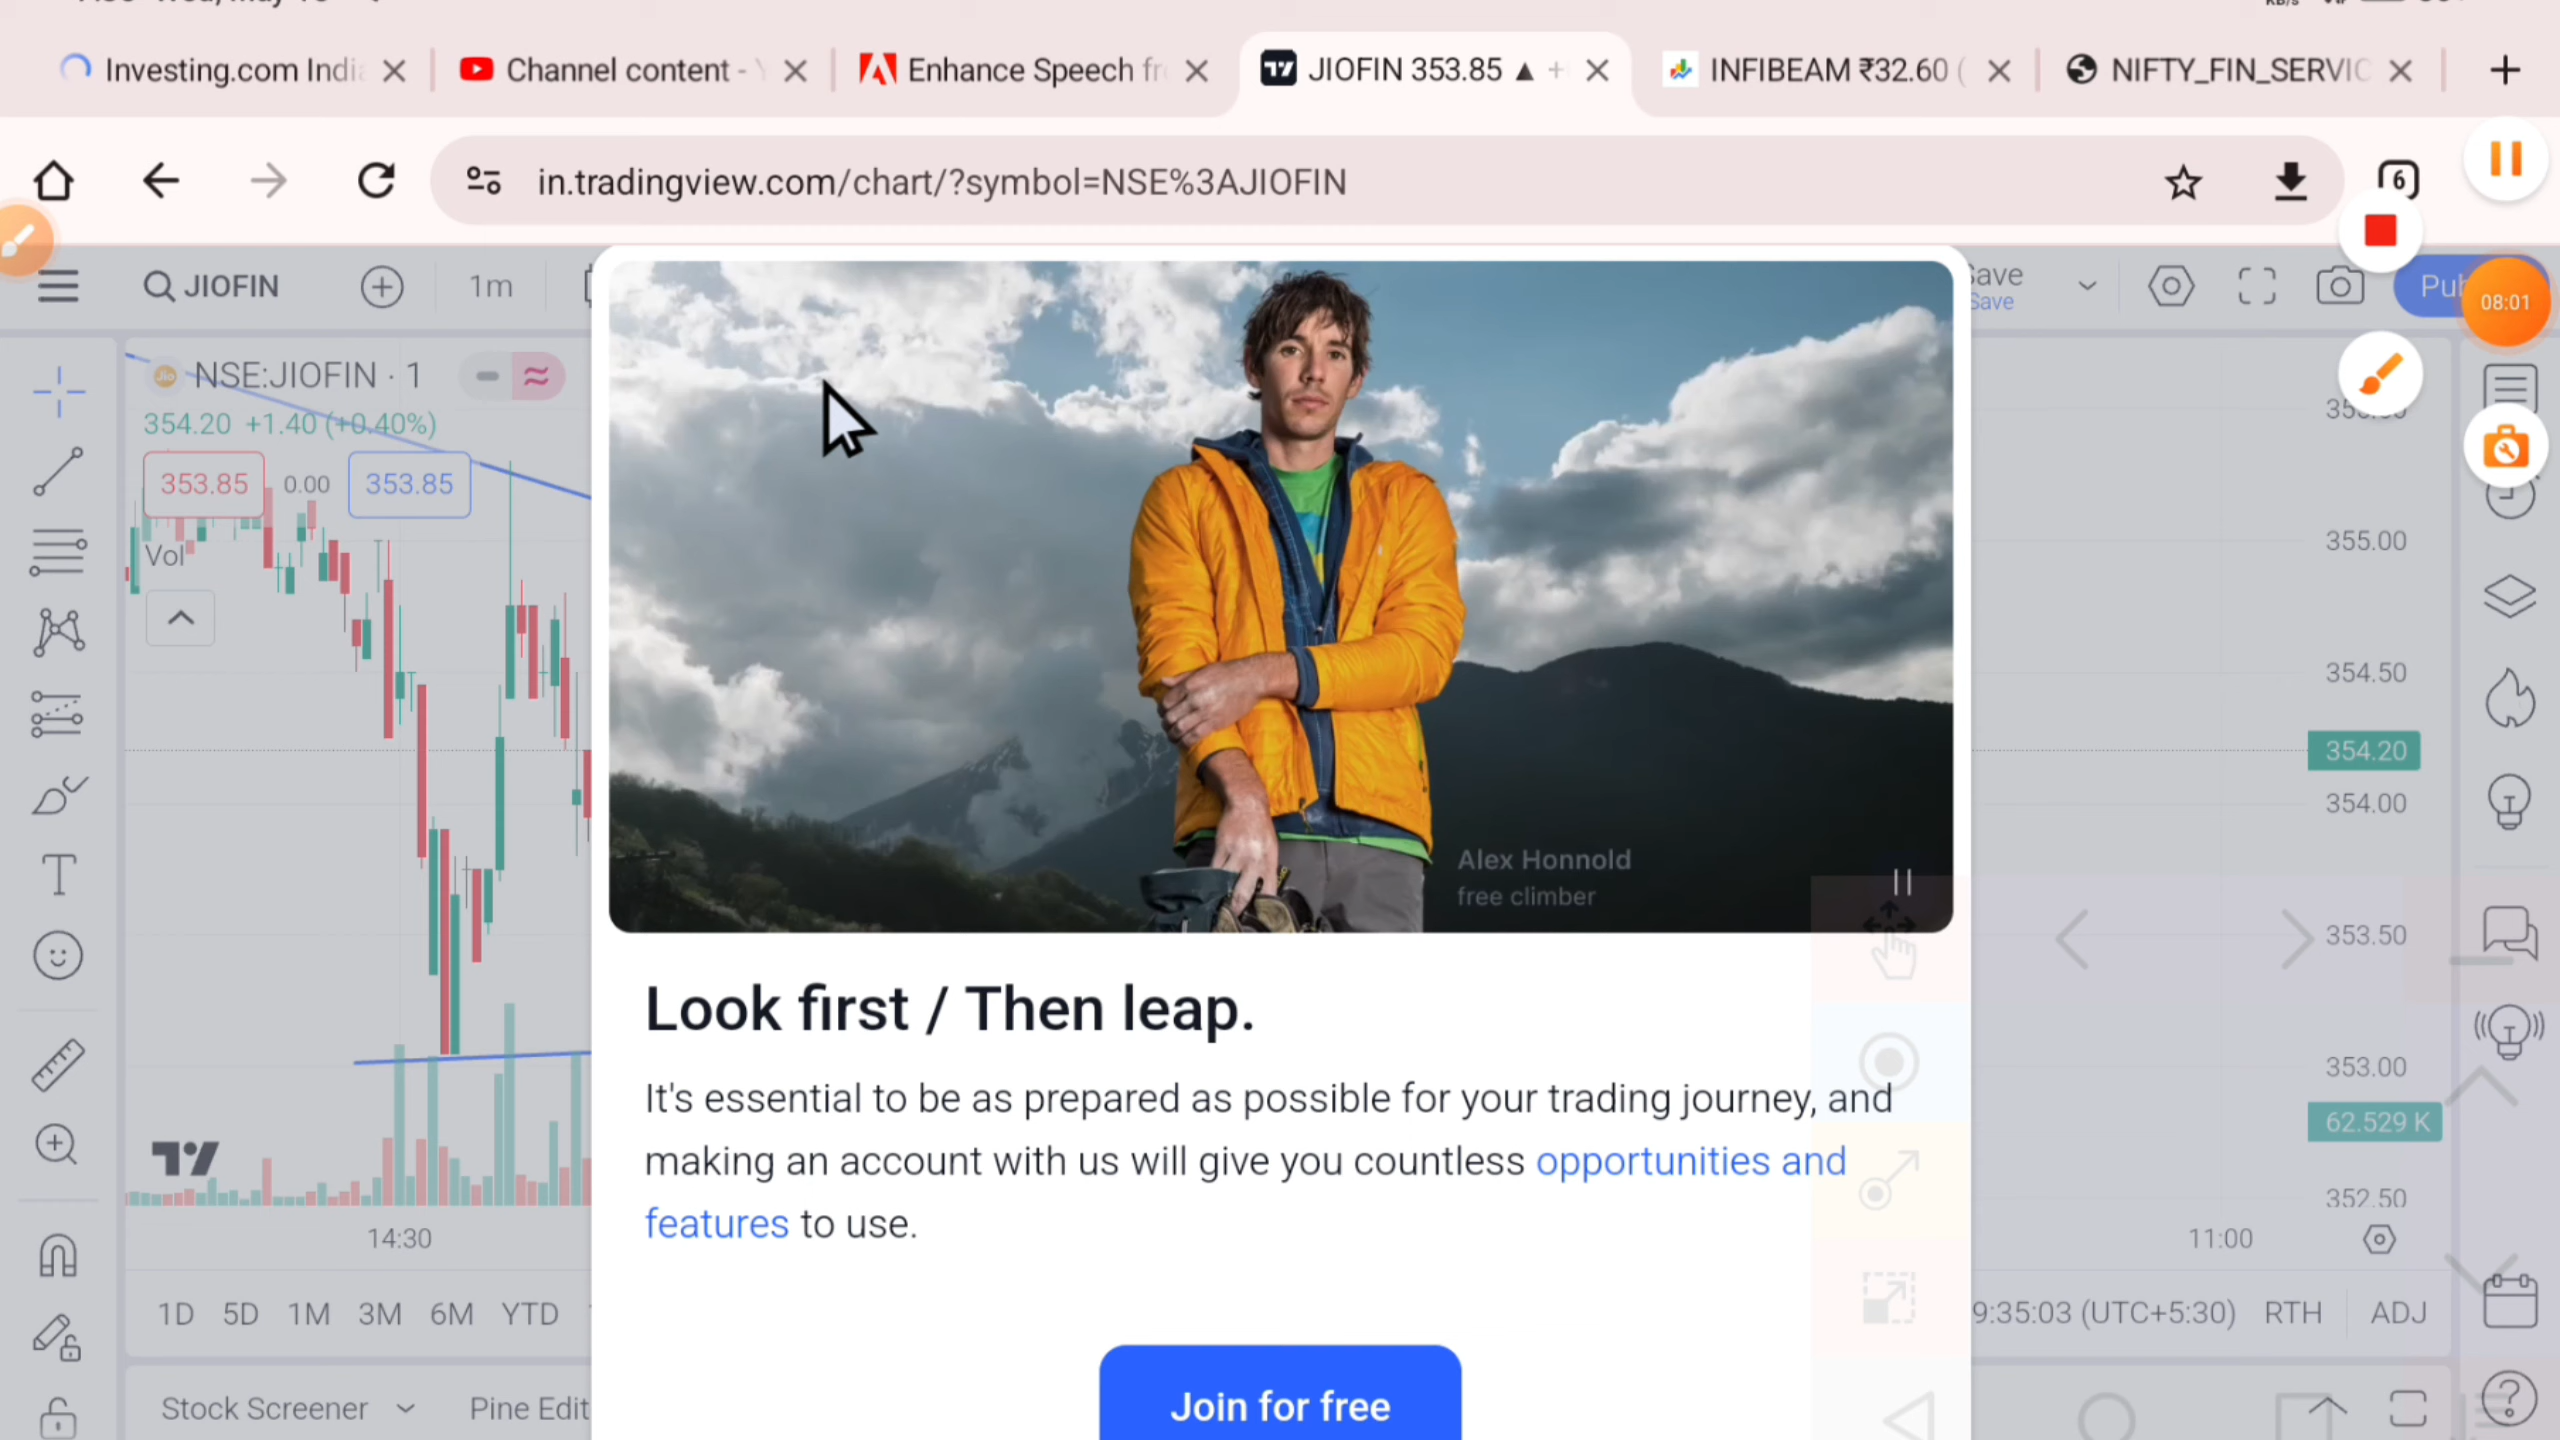 Investing.com Indi
Channel content -
Enhance Speech fr
JIOFIN 353.85 ▲ +
INFIBEAM ₹32.60 (
NIFTY_FIN_SERVIC
in.tradingview.com/chart/?symbol=NSE%3AJIOFIN
6
JIOFIN
1m
Save
Save
Pub
08:01
NSE:JIOFIN · 1
354.20 +1.40 (+0.40%)
353.85
0.00
353.85
Vol
355.00
354.50
354.20
354.00
353.50
353.00
62.529 K
352.50
Alex Honnold
free climber
Look first / Then leap.
It's essential to be as prepared as possible for your trading journey, and
making an account with us will give you countless opportunities and
features to use.
Join for free
14:30
11:00
1D 5D 1M 3M 6M YTD
9:35:03 (UTC+5:30) RTH ADJ
Stock Screener
Pine Edit